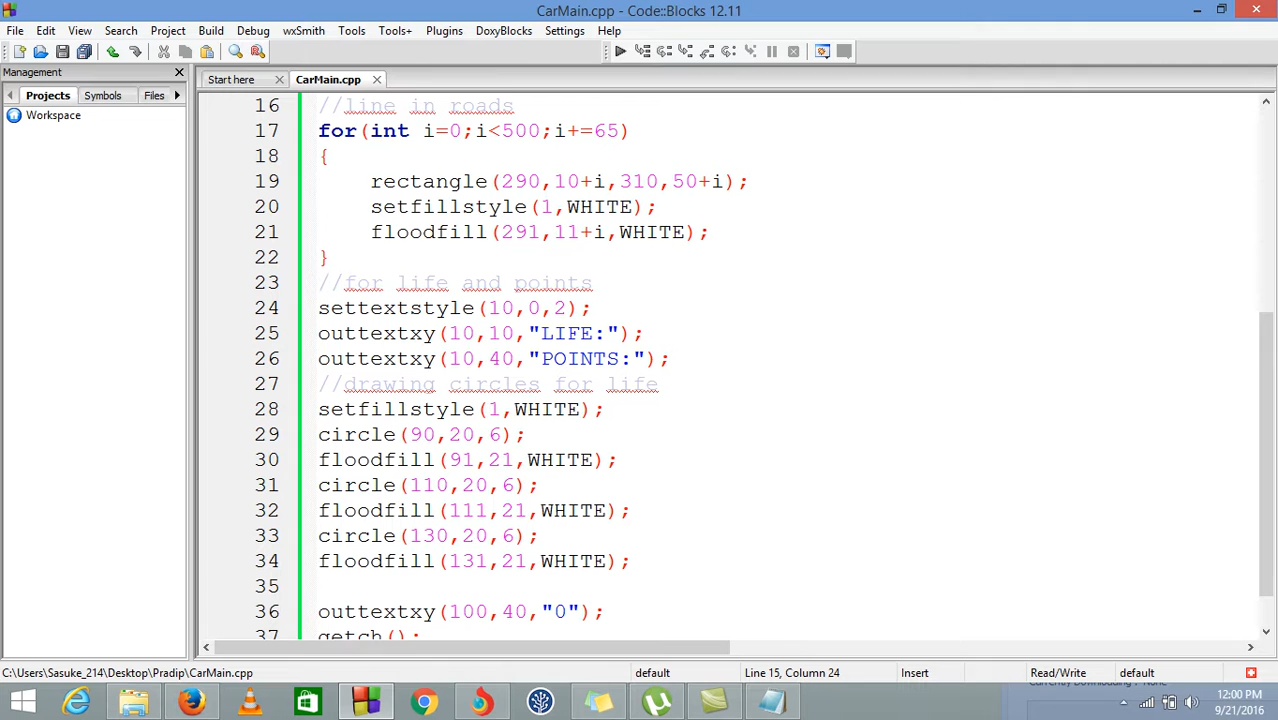 CarMain.cpp - Code::Blocks 12.11
File Edit View Search Project Build Debug wxSmith Tools Tools+ Plugins DoxyBlocks Settings Help
Management
Start here CarMain.cpp
Projects Symbols Files
Workspace
16 //line in roads
17 for(int i=0;i<500;i+=65)
18 {
19 rectangle(290,10+i,310,50+i);
20 setfillstyle(1,WHITE);
21 floodfill(291,11+i,WHITE);
22 }
23 //for life and points
24 settextstyle(10,0,2);
25 outtextxy(10,10,"LIFE:");
26 outtextxy(10,40,"POINTS:");
27 //drawing circles for life
28 setfillstyle(1,WHITE);
29 circle(90,20,6);
30 floodfill(91,21,WHITE);
31 circle(110,20,6);
32 floodfill(111,21,WHITE);
33 circle(130,20,6);
34 floodfill(131,21,WHITE);
35
36 outtextxy(100,40,"0");
37 getch();
C:\Users\Sasuke_214\Desktop\Pradip\CarMain.cpp default Line 15, Column 24 Insert Read/Write default
Currently Downloading : None
12:00 PM
9/21/2016